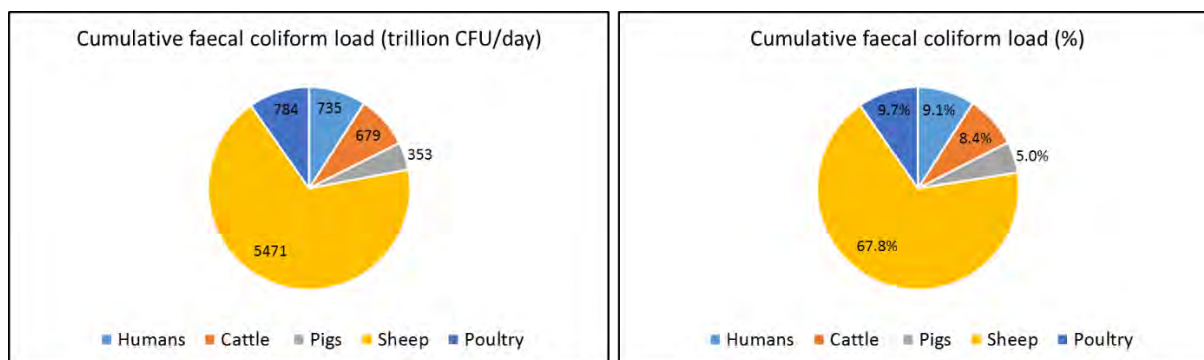 Cumulative faecal coliform load (trillion CFU/day)
784
735
679
353
5471
Humans Cattle Pigs Sheep Poultry
Cumulative faecal coliform load (%)
9.7%
9.1%
8.4%
5.0%
67.8%
Humans Cattle Pigs Sheep Poultry